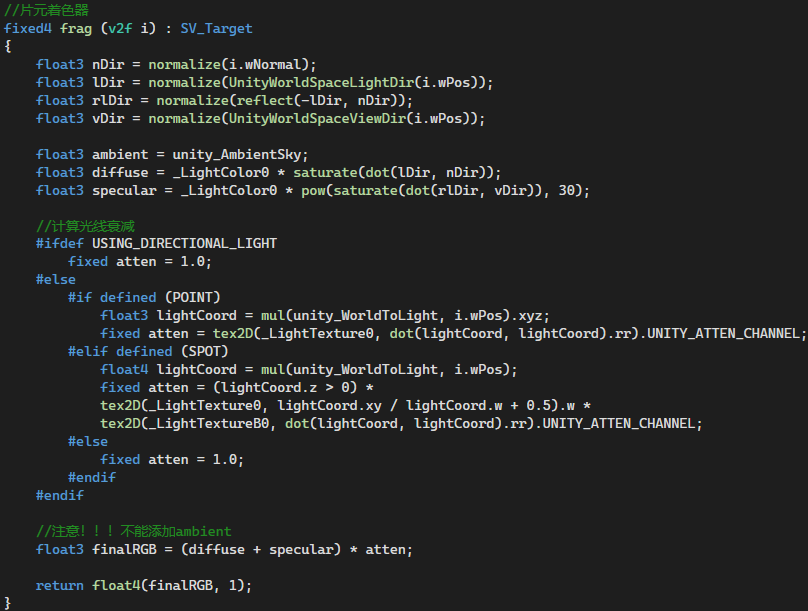 //片元着色器
fixed4 frag (v2f i) : SV_Target
{
    float3 nDir = normalize(i.wNormal);
    float3 lDir = normalize(UnityWorldSpaceLightDir(i.wPos));
    float3 rlDir = normalize(reflect(-lDir, nDir));
    float3 vDir = normalize(UnityWorldSpaceViewDir(i.wPos));

    float3 ambient = unity_AmbientSky;
    float3 diffuse = _LightColor0 * saturate(dot(lDir, nDir));
    float3 specular = _LightColor0 * pow(saturate(dot(rlDir, vDir)), 30);

    //计算光线衰减
    #ifdef USING_DIRECTIONAL_LIGHT
        fixed atten = 1.0;
    #else
        #if defined (POINT)
            float3 lightCoord = mul(unity_WorldToLight, i.wPos).xyz;
            fixed atten = tex2D(_LightTexture0, dot(lightCoord, lightCoord).rr).UNITY_ATTEN_CHANNEL;
        #elif defined (SPOT)
            float4 lightCoord = mul(unity_WorldToLight, i.wPos);
            fixed atten = (lightCoord.z > 0) *
            tex2D(_LightTexture0, lightCoord.xy / lightCoord.w + 0.5).w *
            tex2D(_LightTextureB0, dot(lightCoord, lightCoord).rr).UNITY_ATTEN_CHANNEL;
        #else
            fixed atten = 1.0;
        #endif
    #endif

    //注意！！！不能添加ambient
    float3 finalRGB = (diffuse + specular) * atten;

    return float4(finalRGB, 1);
}